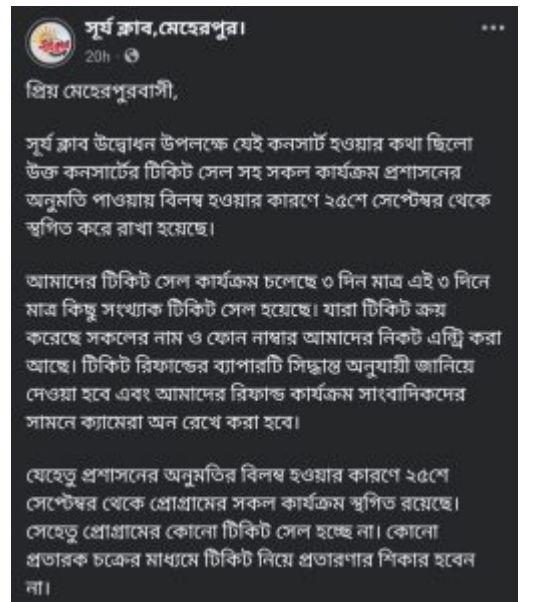 সূর্য ক্লাব,মেহেরপুর।
20h
প্রিয় মেহেরপুরবাসী,
সূর্য ক্লাব উদ্বোধন উপলক্ষে যেই কনসার্ট হওয়ার কথা ছিলো
উক্ত কনসার্টের টিকিট সেল সহ সকল কার্যক্রম প্রশাসনের
অনুমতি পাওয়ায় বিলম্ব হওয়ার কারণে ২৫শে সেপ্টেম্বর থেকে
স্থগিত করে রাখা হয়েছে।
আমাদের টিকিট সেল কার্যক্রম চলেছে ৩ দিন মাত্র এই ৩ দিনে
মাত্র কিছু সংখ্যাক টিকিট সেল হয়েছে। যারা টিকিট ক্রয়
করেছে সকলের নাম ও ফোন নাম্বার আমাদের নিকট এন্ট্রি করা
আছে। টিকিট রিফান্ডের ব্যাপারটি সিদ্ধান্ত অনুযায়ী জানিয়ে
দেওয়া হবে এবং আমাদের রিফান্ড কার্যক্রম সাংবাদিকদের
সামনে ক্যামেরা অন রেখে করা হবে।
যেহেতু প্রশাসনের অনুমতির বিলম্ব হওয়ার কারণে ২৫শে
সেপ্টেম্বর থেকে প্রোগ্রামের সকল কার্যক্রম স্থগিত রয়েছে।
সেহেতু প্রোগ্রামের কোনো টিকিট সেল হচ্ছে না। কোনো
প্রতারক চক্রের মাধ্যমে টিকিট নিয়ে প্রতারণার শিকার হবেন
না।